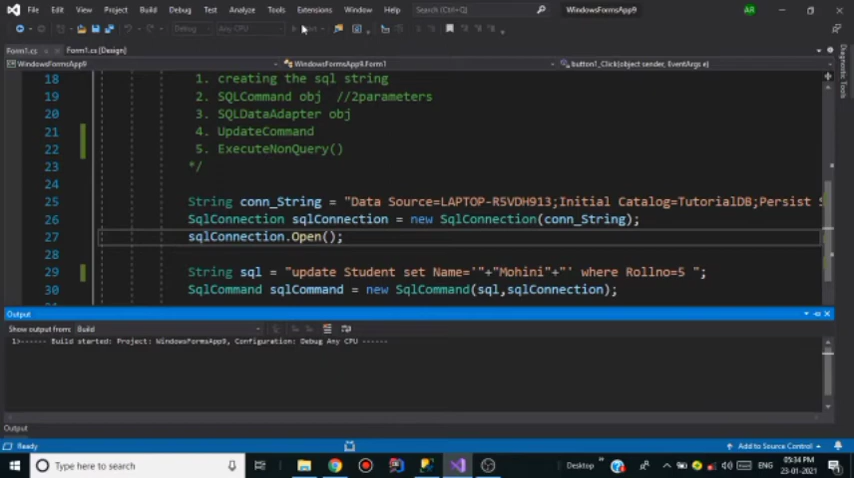 File Edit View Git Project Build Debug Test Analyze Tools Extensions Window Help Search (Ctrl+Q) WindowsFormsApp9 AR
Debug Any CPU
Form1.cs Form1.cs [Design]
WindowsFormsApp9 WindowsFormsApp9.Form1 button1_Click(object sender, EventArgs e)
Diagnostic Tools
18 1. creating the sql string
19 2. SQLCommand obj //2parameters
20 3. SQLDataAdapter obj
21 4. UpdateCommand
22 5. ExecuteNonQuery()
23 */
24
25 String conn_String = "Data Source=LAPTOP-R5VDH913;Initial Catalog=TutorialDB;Persist S
26 SqlConnection sqlConnection = new SqlConnection(conn_String);
27 sqlConnection.Open();
28
29 String sql = "update Student set Name='"+"Mohini"+"' where Rollno=5 ";
30 SqlCommand sqlCommand = new SqlCommand(sql,sqlConnection);
Output
Show output from: Build
1>------ Build started: Project: WindowsFormsApp9, Configuration: Debug Any CPU ------
Output
Ready Add to Source Control
Type here to search Desktop ENG 05:34 PM
23-01-2021